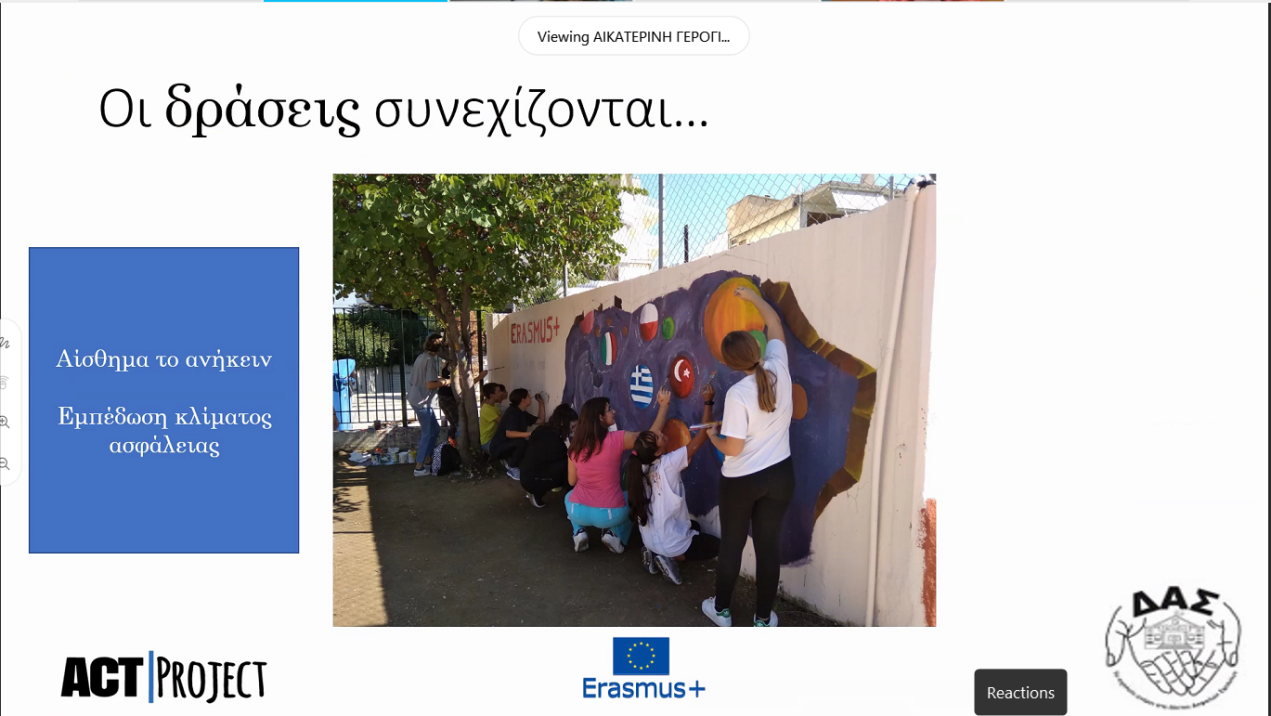 Viewing ΑΙΚΑΤΕΡΙΝΗ ΓΕΡΟΓΙ...
Οι δράσεις συνεχίζονται...
ERASMUS+
Αίσθημα το ανήκειν
Εμπέδωση κλίματος
ασφάλειας
ΔΑΣ
ACT PROJECT
Erasmus+
Reactions